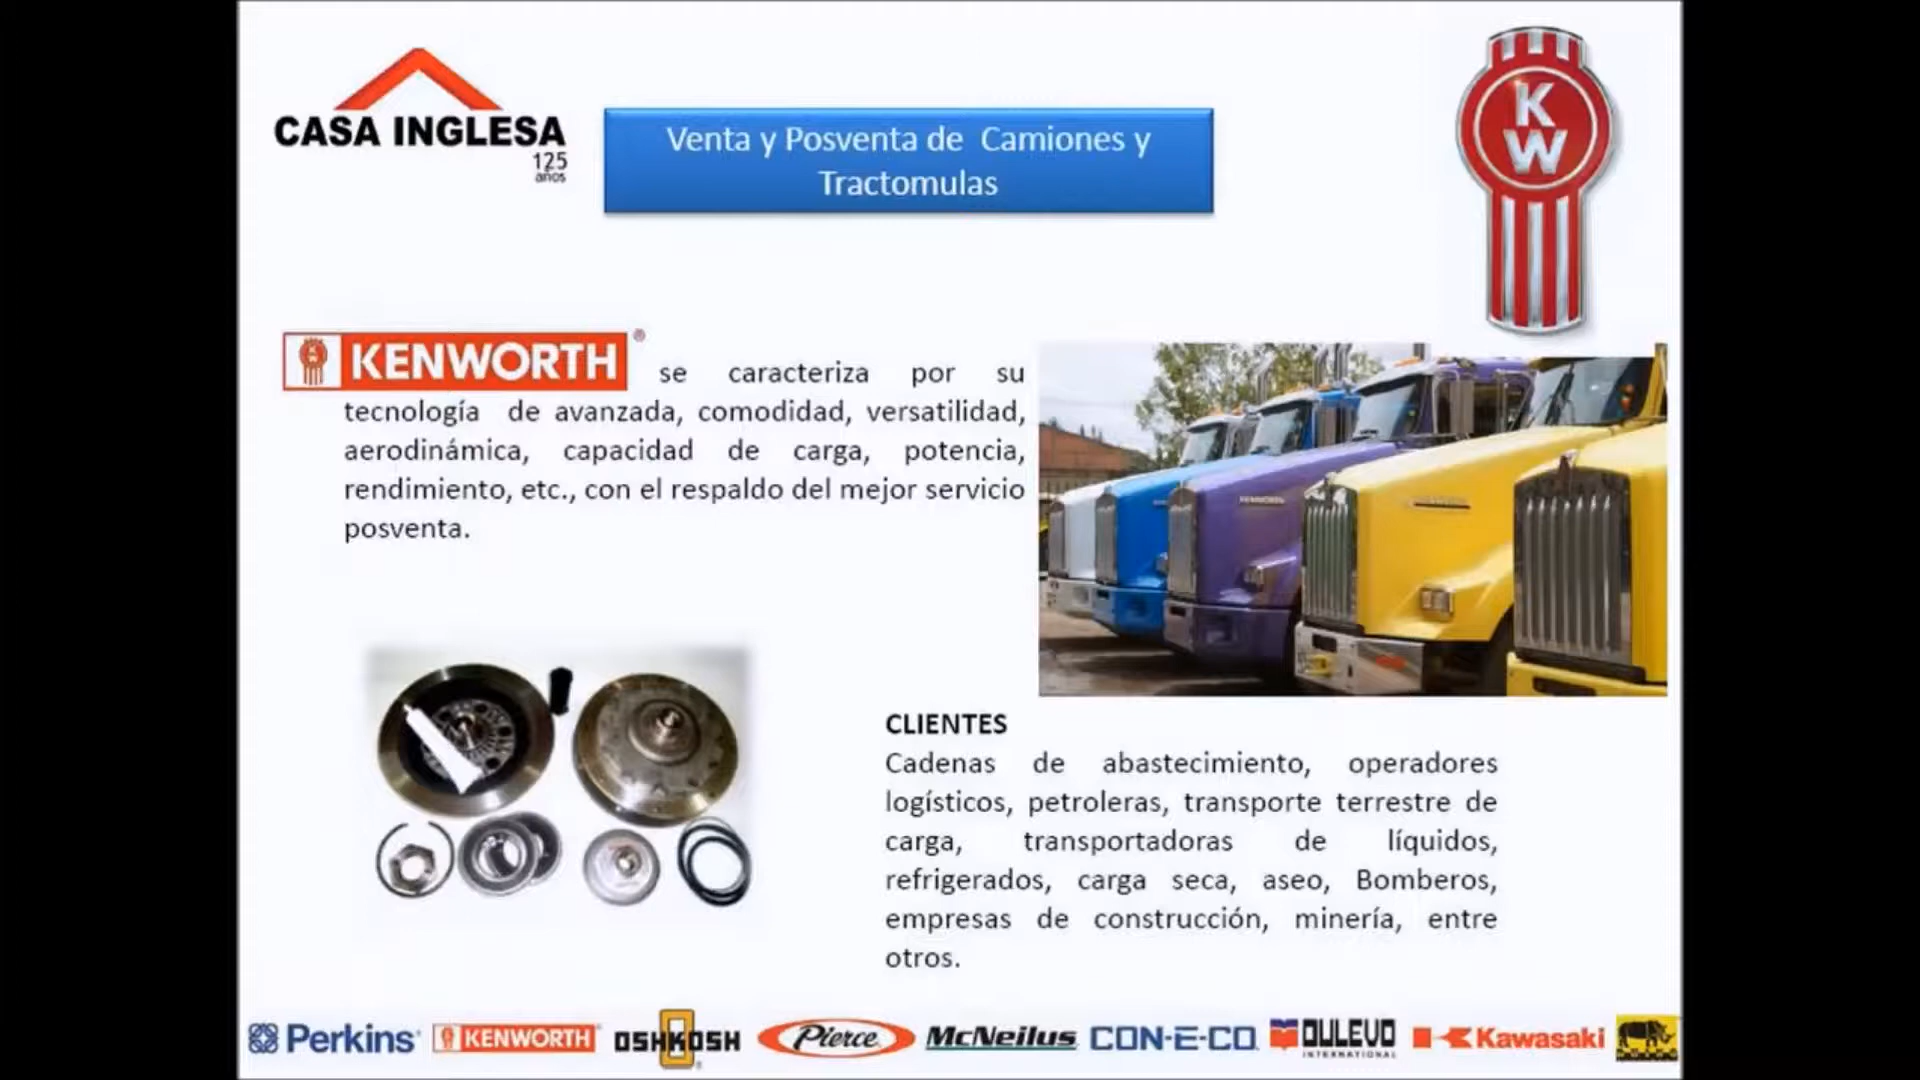 CASA INGLESA
125
años
Venta y Posventa de Camiones y
Tractomulas
KW
KENWORTH® se caracteriza por su
tecnología de avanzada, comodidad, versatilidad,
aerodinámica, capacidad de carga, potencia,
rendimiento, etc., con el respaldo del mejor servicio
posventa.
KENWORTH
CLIENTES
Cadenas de abastecimiento, operadores
logísticos, petroleras, transporte terrestre de
carga, transportadoras de líquidos,
refrigerados, carga seca, aseo, Bomberos,
empresas de construcción, minería, entre
otros.
Perkins KENWORTH OSHKOSH® Pierce McNeilus CON-E-CO DULEVO INTERNATIONAL Kawasaki